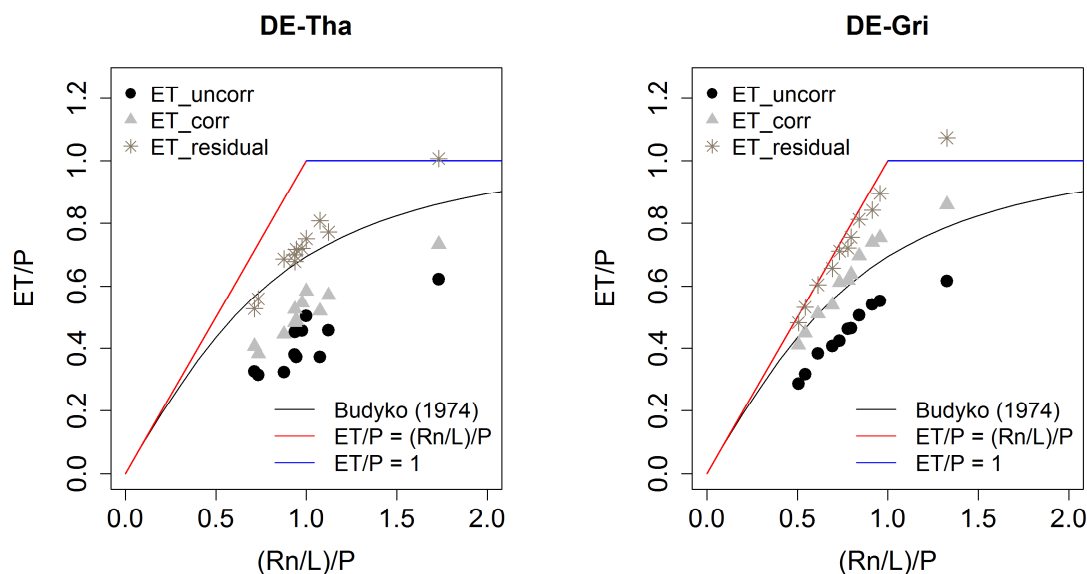 DE-Tha
ET/P
1.2
1.0
0.8
0.6
0.4
0.2
0.0
ET_uncorr
ET_corr
ET_residual
Budyko (1974)
ET/P = (Rn/L)/P
ET/P = 1
0.0 0.5 1.0 1.5 2.0
(Rn/L)/P
DE-Gri
ET/P
1.2
1.0
0.8
0.6
0.4
0.2
0.0
ET_uncorr
ET_corr
ET_residual
Budyko (1974)
ET/P = (Rn/L)/P
ET/P = 1
0.0 0.5 1.0 1.5 2.0
(Rn/L)/P